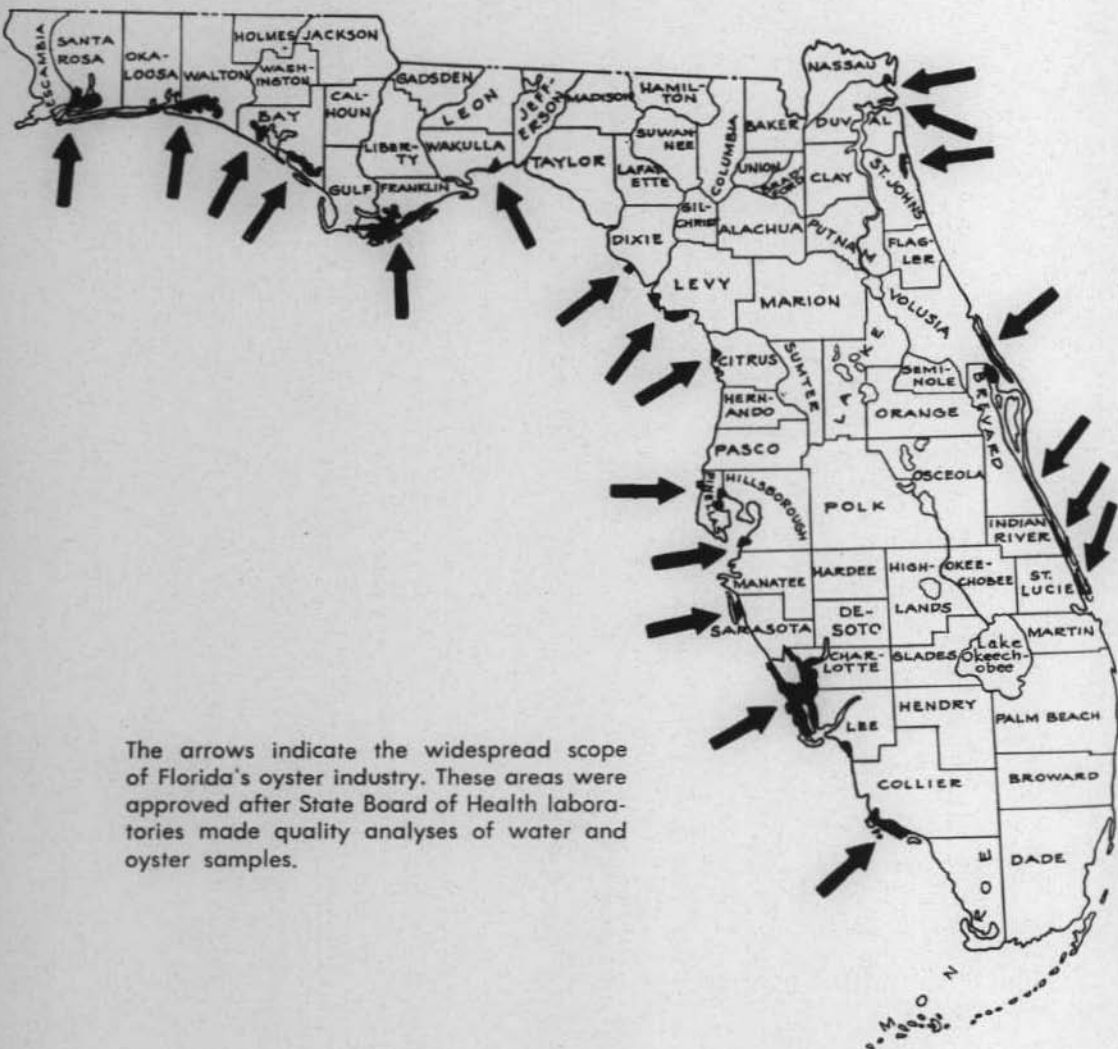 ESCAMBIA
SANTA
ROSA
OKA-
LOOSA
WALTON
HOLMES
JACKSON
WASH-
INGTON
BAY
CAL-
HOUN
GULF
GADSDEN
LIBER-
TY
FRANKLIN
LEON
WAKULLA
JEFF-
ERSON
MADISON
TAYLOR
HAMIL-
TON
SUWAN-
NEE
LAFAY-
ETTE
DIXIE
COLUMBIA
GIL-
CHRIST
BAKER
UNION
BRAD-
FORD
ALACHUA
NASSAU
DUVAL
CLAY
ST. JOHNS
PUTNAM
FLAG-
LER
LEVY
MARION
VOLUSIA
CITRUS
SUMTER
LAKE
SEMI-
NOLE
HERN-
ANDO
ORANGE
BREVARD
PASCO
OSCEOLA
PINELLAS
HILLSBOROUGH
POLK
INDIAN
RIVER
MANATEE
HARDEE
HIGH-
LANDS
OKEE-
CHOBEE
ST.
LUCIE
SARASOTA
DE-
SOTO
MARTIN
CHAR-
LOTTE
GLADES
Lake
Okeech-
obee
LEE
HENDRY
PALM BEACH
COLLIER
BROWARD
DADE
MONROE
The arrows indicate the widespread scope
of Florida's oyster industry. These areas were
approved after State Board of Health labora-
tories made quality analyses of water and
oyster samples.